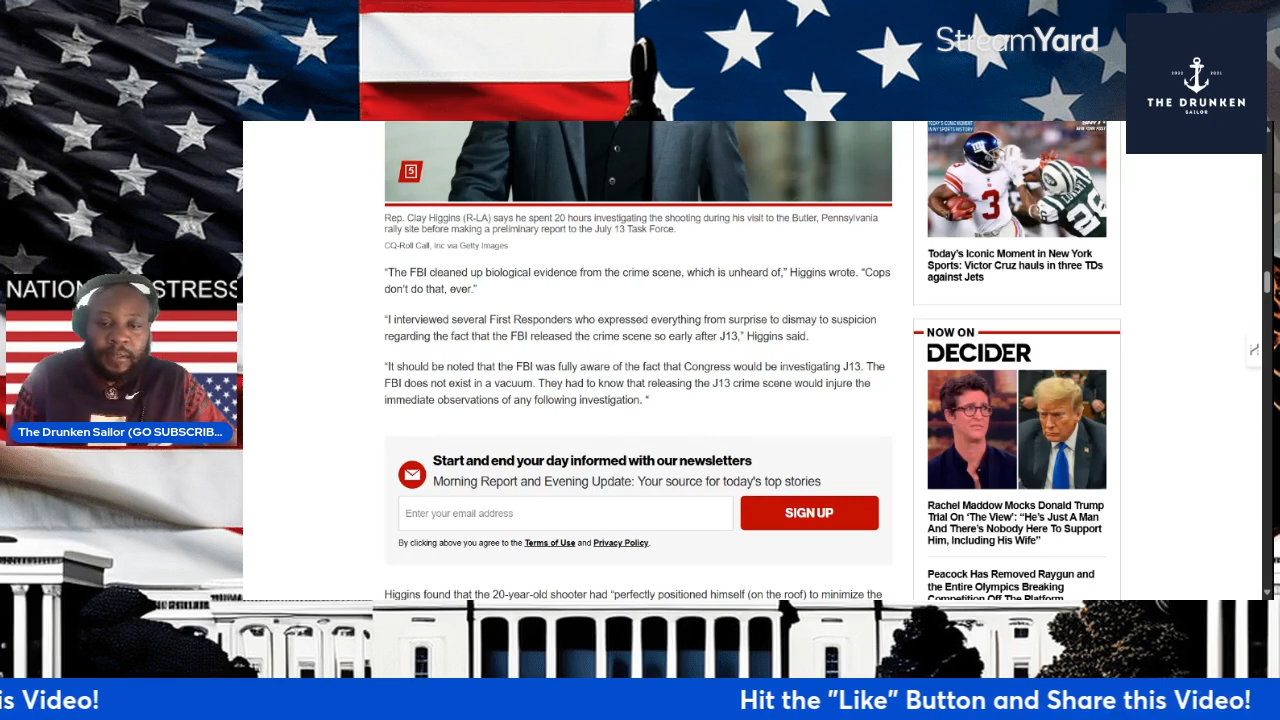 StreamYard
THE DRUNKEN
SAILOR
5
Rep. Clay Higgins (R-LA) says he spent 20 hours investigating the shooting during his visit to the Butler, Pennsylvania
rally site before making a preliminary report to the July 13 Task Force.
CQ-Roll Call, Inc via Getty Images
“The FBI cleaned up biological evidence from the crime scene, which is unheard of,” Higgins wrote. “Cops
don't do that, ever.”
“I interviewed several First Responders who expressed everything from surprise to dismay to suspicion
regarding the fact that the FBI released the crime scene so early after J13,” Higgins said.
“It should be noted that the FBI was fully aware of the fact that Congress would be investigating J13. The
FBI does not exist in a vacuum. They had to know that releasing the J13 crime scene would injure the
immediate observations of any following investigation. “
Start and end your day informed with our newsletters
Morning Report and Evening Update: Your source for today's top stories
Enter your email address
SIGN UP
By clicking above you agree to the Terms of Use and Privacy Policy.
Higgins found that the 20-year-old shooter had “perfectly positioned himself (on the roof) to minimize the
3
Today's Iconic Moment in New York
Sports: Victor Cruz hauls in three TDs
against Jets
NOW ON
DECIDER
Rachel Maddow Mocks Donald Trump
Trial On ‘The View’: “He's Just A Man
And There's Nobody Here To Support
Him, Including His Wife”
Peacock Has Removed Raygun and
the Entire Olympics Breaking
Competition Off The Platform
NATION
STRESS
The Drunken Sailor (GO SUBSCRIB...
is Video!
Hit the "Like" Button and Share this Video!